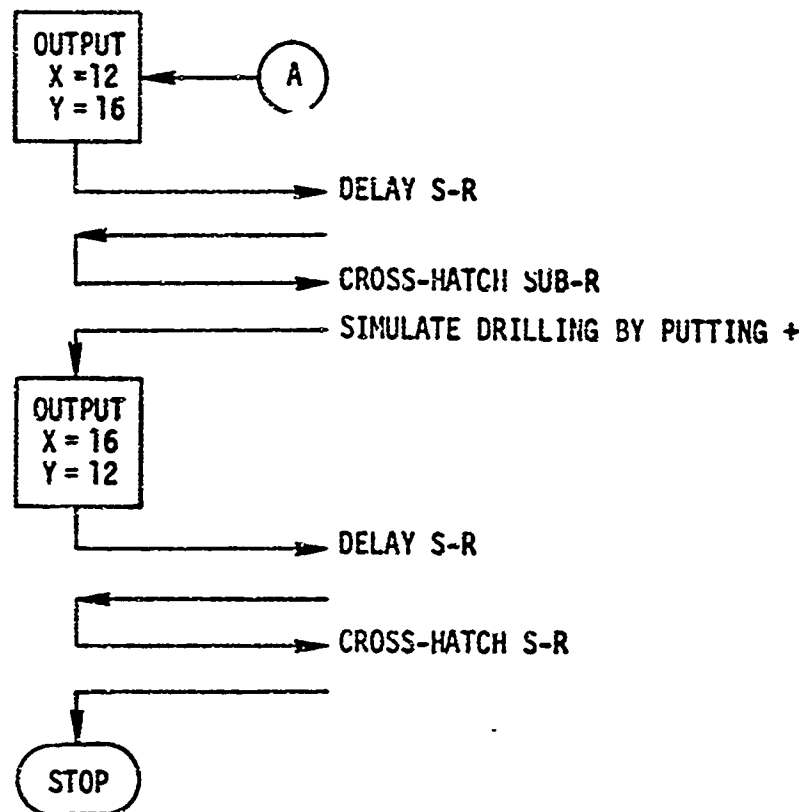 OUTPUT
X = 12
Y = 16
A
DELAY S-R
CROSS-HATCH SUB-R
SIMULATE DRILLING BY PUTTING +
OUTPUT
X = 16
Y = 12
DELAY S-R
CROSS-HATCH S-R
STOP